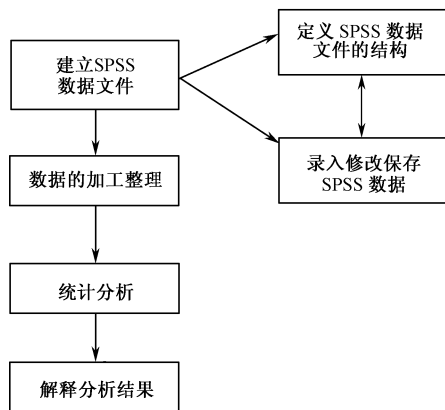 建立SPSS
数据文件
定义 SPSS 数据
文件的结构
录入修改保存
SPSS 数据
数据的加工整理
统计分析
解释分析结果